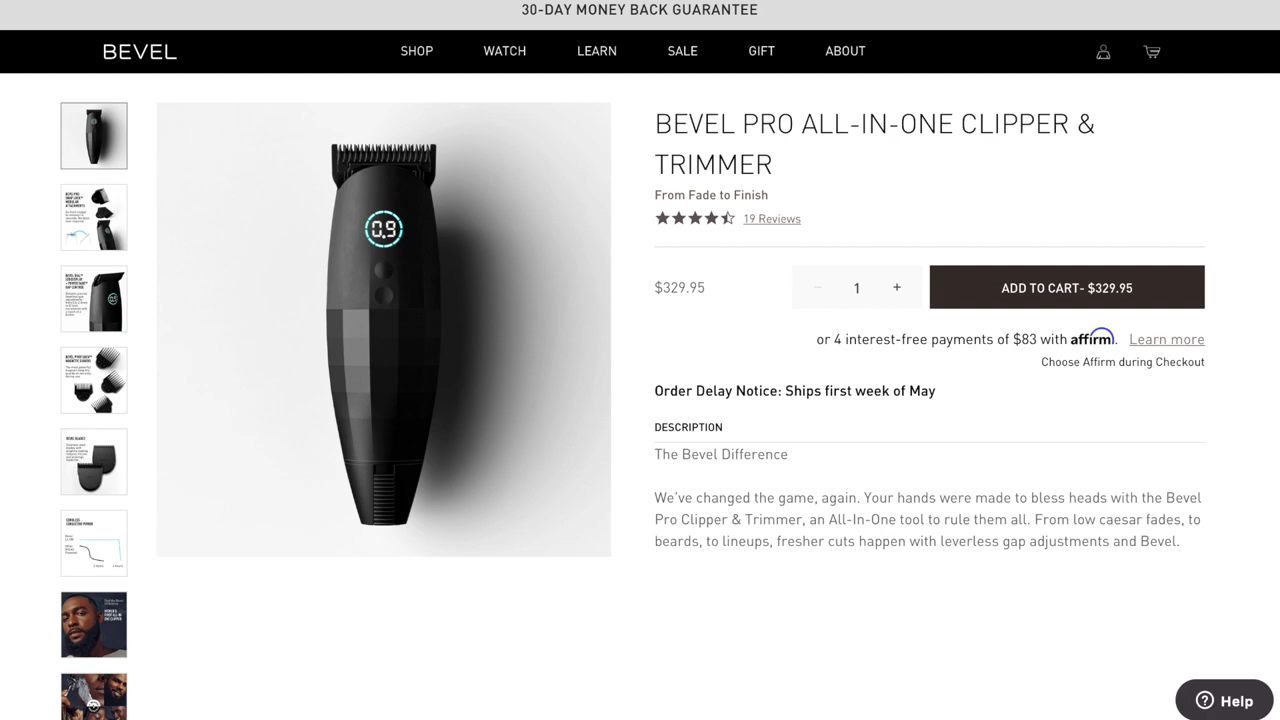 30-DAY MONEY BACK GUARANTEE
BEVEL
SHOP
WATCH
LEARN
SALE
GIFT
ABOUT
BEVEL PRO ALL-IN-ONE CLIPPER &
TRIMMER
From Fade to Finish
19 Reviews
$329.95
− 1 +
ADD TO CART- $329.95
or 4 interest-free payments of $83 with affirm. Learn more
Choose Affirm during Checkout
Order Delay Notice: Ships first week of May
DESCRIPTION
The Bevel Difference
We've changed the game, again. Your hands were made to bless heads with the Bevel
Pro Clipper & Trimmer, an All-In-One tool to rule them all. From low caesar fades, to
beards, to lineups, fresher cuts happen with leverless gap adjustments and Bevel.
0.9
? Help